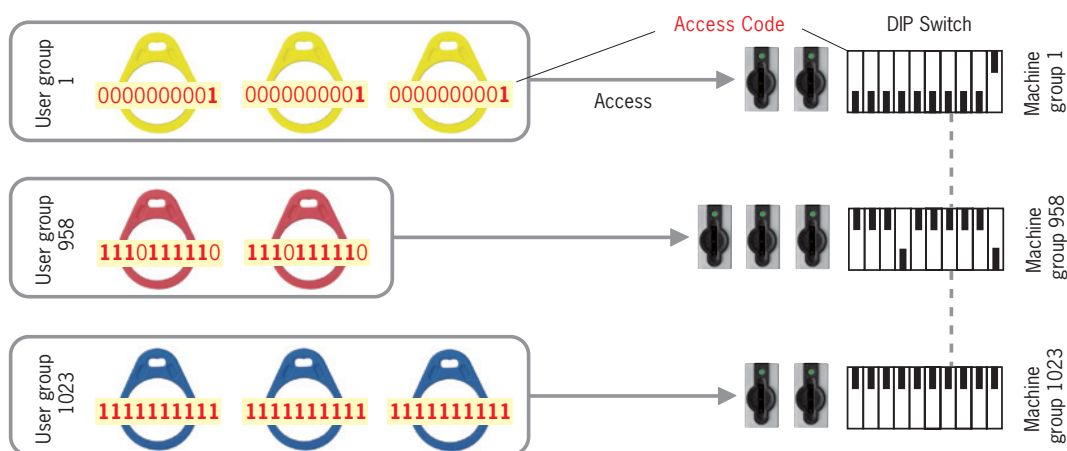 Access Code
DIP Switch
User group
1
0000000001
0000000001
0000000001
Access
Machine
group 1
User group
958
1110111110
1110111110
Machine
group 958
User group
1023
1111111111
1111111111
1111111111
Machine
group 1023